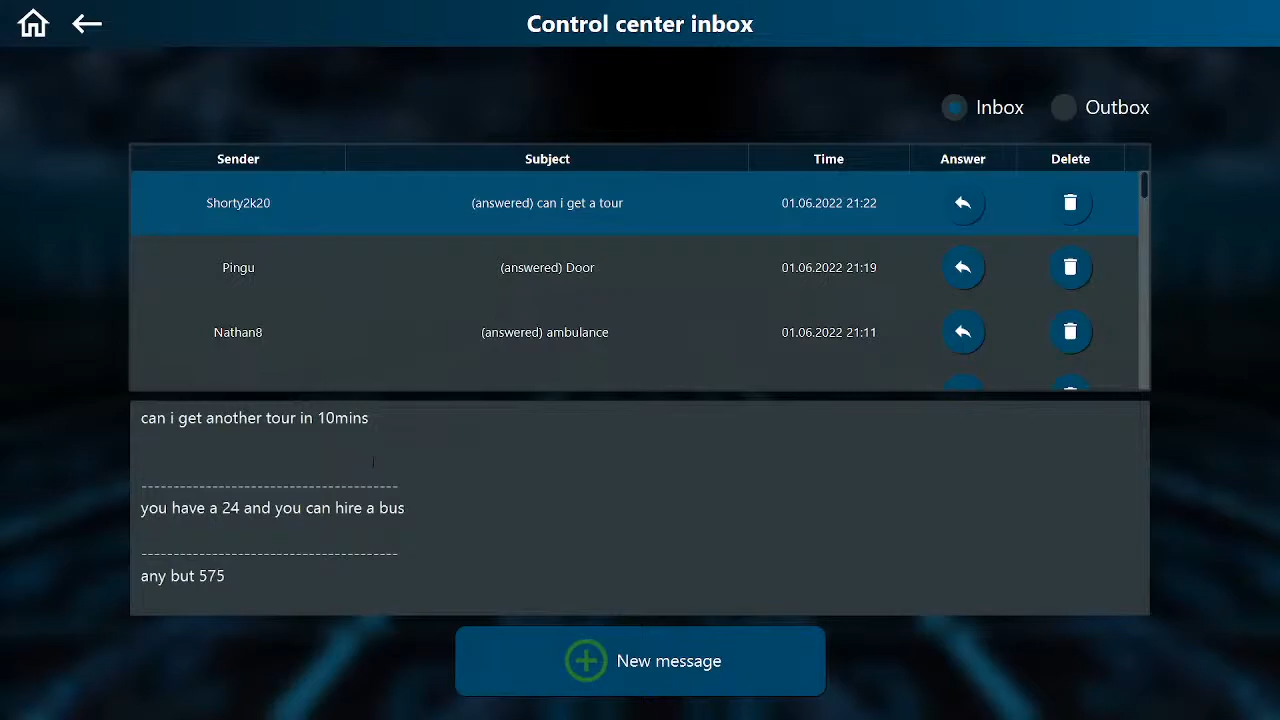 Control center inbox
Inbox Outbox
Sender Subject Time Answer Delete
Shorty2k20 (answered) can i get a tour 01.06.2022 21:22
Pingu (answered) Door 01.06.2022 21:19
Nathan8 (answered) ambulance 01.06.2022 21:11
can i get another tour in 10mins
----------------------------------------
you have a 24 and you can hire a bus
----------------------------------------
any but 575
New message